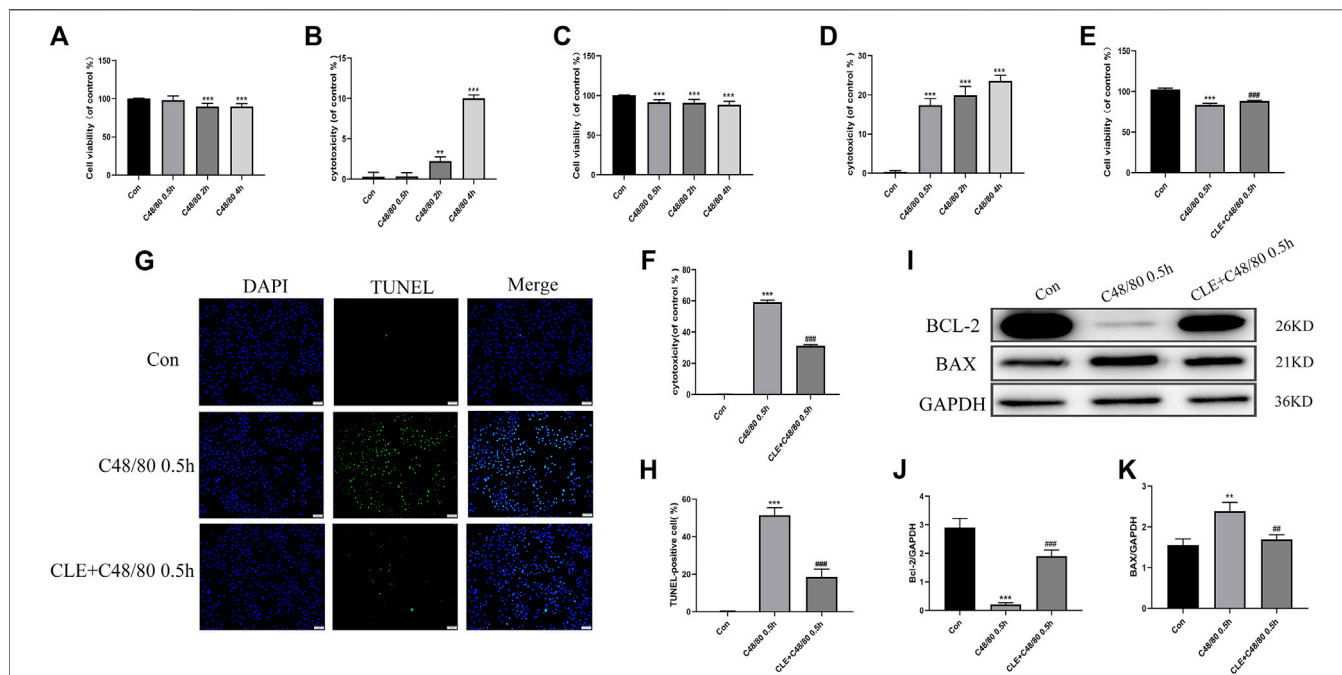 A
Cell viability (of control %)
150
100
50
0
Con
C48/80 0.5h
C48/80 2h
C48/80 4h
***
***
B
cytotoxicity (of control %)
15
10
5
0
Con
C48/80 0.5h
C48/80 2h
C48/80 4h
**
***
C
Cell viability (of control %)
150
100
50
0
Con
C48/80 0.5h
C48/80 2h
C48/80 4h
***
***
***
D
cytotoxicity (of control %)
30
20
10
0
Con
C48/80 0.5h
C48/80 2h
C48/80 4h
***
***
***
E
Cell viability (of control %)
150
100
50
0
Con
C48/80 0.5h
CLE+C48/80 0.5h
***
###
G
DAPI
TUNEL
Merge
Con
C48/80 0.5h
CLE+C48/80 0.5h
F
cytotoxicity(of control %)
80
60
40
20
0
Con
C48/80 0.5h
CLE+C48/80 0.5h
***
###
I
Con
C48/80 0.5h
CLE+C48/80 0.5h
BCL-2
26KD
BAX
21KD
GAPDH
36KD
H
TUNEL-positive cell( %)
60
40
20
0
Con
C48/80 0.5h
CLE+C48/80 0.5h
***
###
J
Bcl-2/GAPDH
4
3
2
1
0
Con
C48/80 0.5h
CLE+C48/80 0.5h
***
###
K
BAX/GAPDH
3
2
1
0
Con
C48/80 0.5h
CLE+C48/80 0.5h
**
##